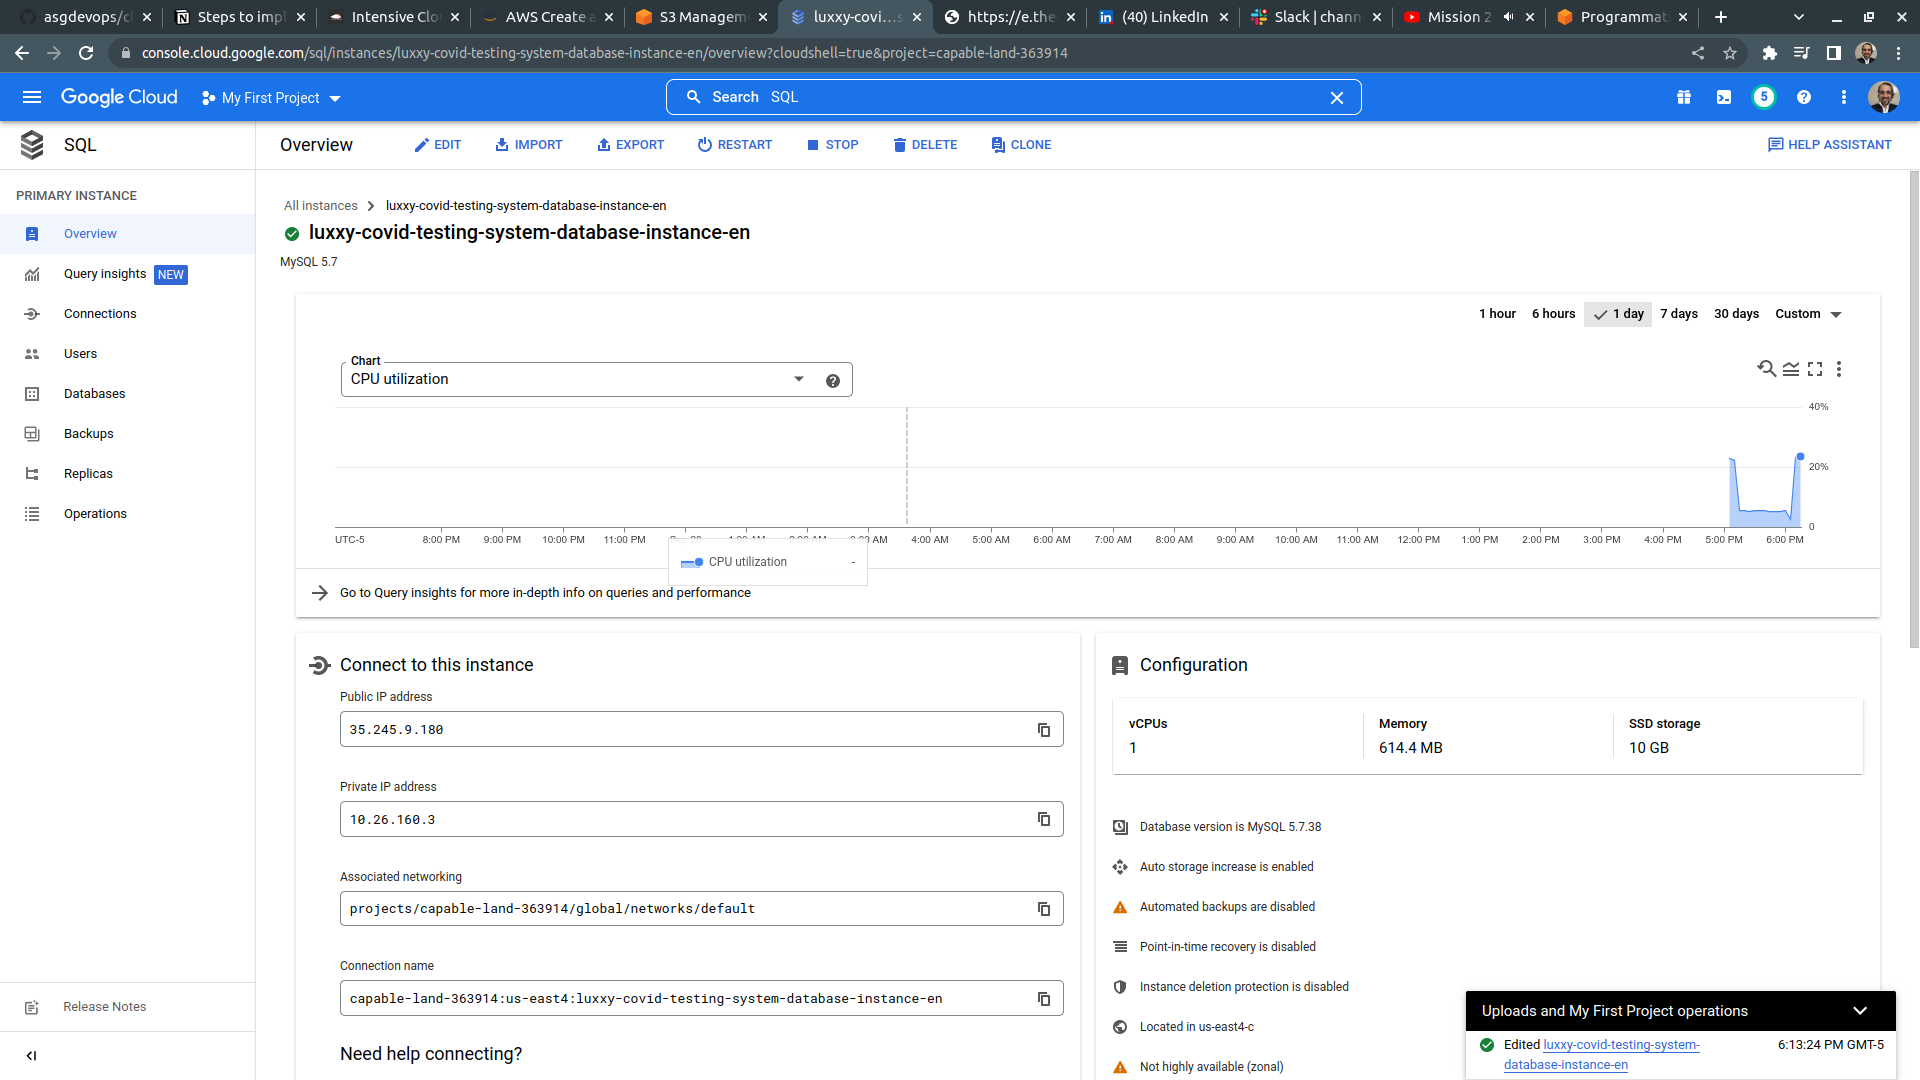 asgdevops/cl
Steps to impl
Intensive Clou
AWS Create a
S3 Managem
luxxy-covi...s
https://e.the
(40) LinkedIn
Slack | chann
Mission 2
Programmat
console.cloud.google.com/sql/instances/luxxy-covid-testing-system-database-instance-en/overview?cloudshell=true&project=capable-land-363914
Google Cloud
My First Project
Search SQL
5
SQL
Overview
EDIT
IMPORT
EXPORT
RESTART
STOP
DELETE
CLONE
HELP ASSISTANT
PRIMARY INSTANCE
Overview
Query insights NEW
Connections
Users
Databases
Backups
Replicas
Operations
Release Notes
All instances luxxy-covid-testing-system-database-instance-en
luxxy-covid-testing-system-database-instance-en
MySQL 5.7
1 hour 6 hours 1 day 7 days 30 days Custom
Chart
CPU utilization
40%
20%
0
UTC-5 8:00 PM 9:00 PM 10:00 PM 11:00 PM AM 4:00 AM 5:00 AM 6:00 AM 7:00 AM 8:00 AM 9:00 AM 10:00 AM 11:00 AM 12:00 PM 1:00 PM 2:00 PM 3:00 PM 4:00 PM 5:00 PM 6:00 PM
CPU utilization -
Go to Query insights for more in-depth info on queries and performance
Connect to this instance
Public IP address
35.245.9.180
Private IP address
10.26.160.3
Associated networking
projects/capable-land-363914/global/networks/default
Connection name
capable-land-363914:us-east4:luxxy-covid-testing-system-database-instance-en
Need help connecting?
Configuration
vCPUs
1
Memory
614.4 MB
SSD storage
10 GB
Database version is MySQL 5.7.38
Auto storage increase is enabled
Automated backups are disabled
Point-in-time recovery is disabled
Instance deletion protection is disabled
Located in us-east4-c
Not highly available (zonal)
Uploads and My First Project operations
Edited luxxy-covid-testing-system-
database-instance-en
6:13:24 PM GMT-5